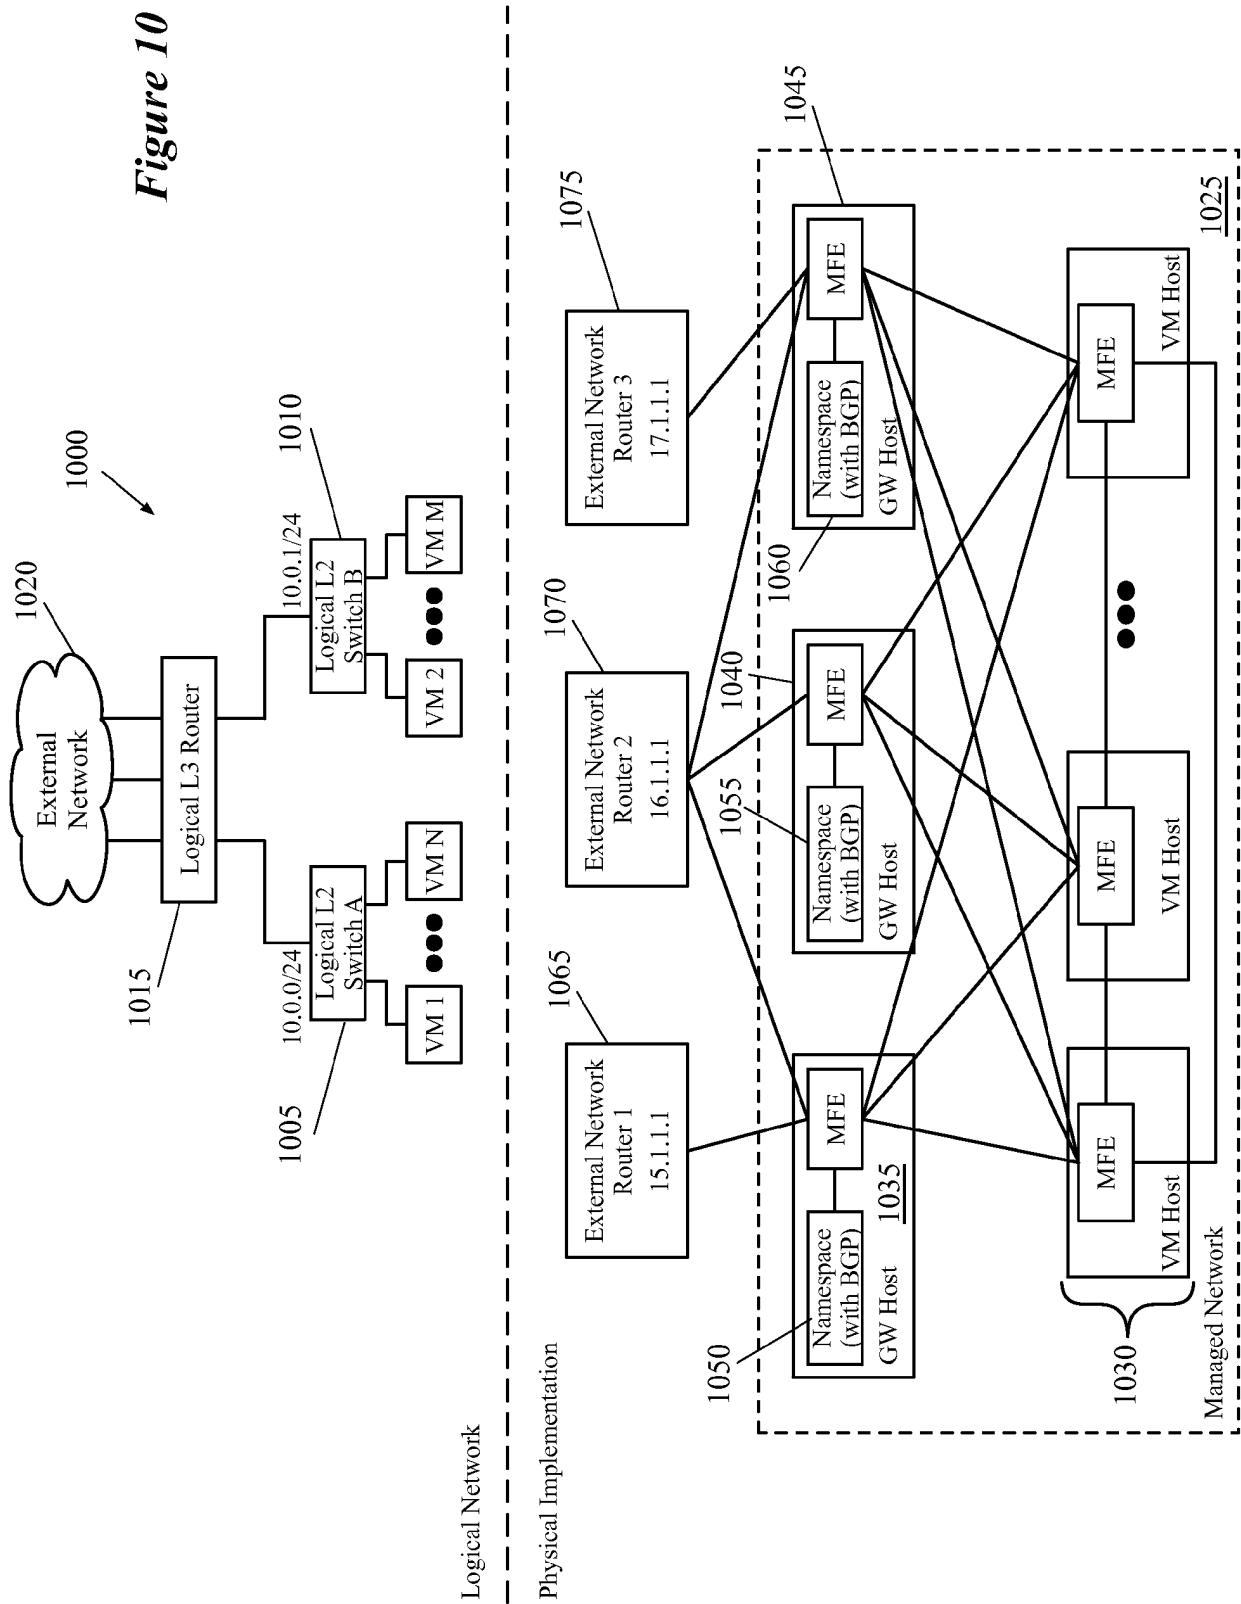 Figure 10
1000
External
Network
1020
Logical L3 Router
1015
10.0.0/24
10.0.1/24
Logical L2
Switch A
1005
Logical L2
Switch B
1010
VM 1
VM N
VM 2
VM M
Logical Network
Physical Implementation
1065
1070
1075
External Network
Router 1
15.1.1.1
External Network
Router 2
16.1.1.1
External Network
Router 3
17.1.1.1
1050
Namespace
(with BGP)
MFE
GW Host
1035
1055
1040
Namespace
(with BGP)
MFE
GW Host
1060
1045
Namespace
(with BGP)
MFE
GW Host
MFE
VM Host
MFE
VM Host
MFE
VM Host
1030
Managed Network
1025